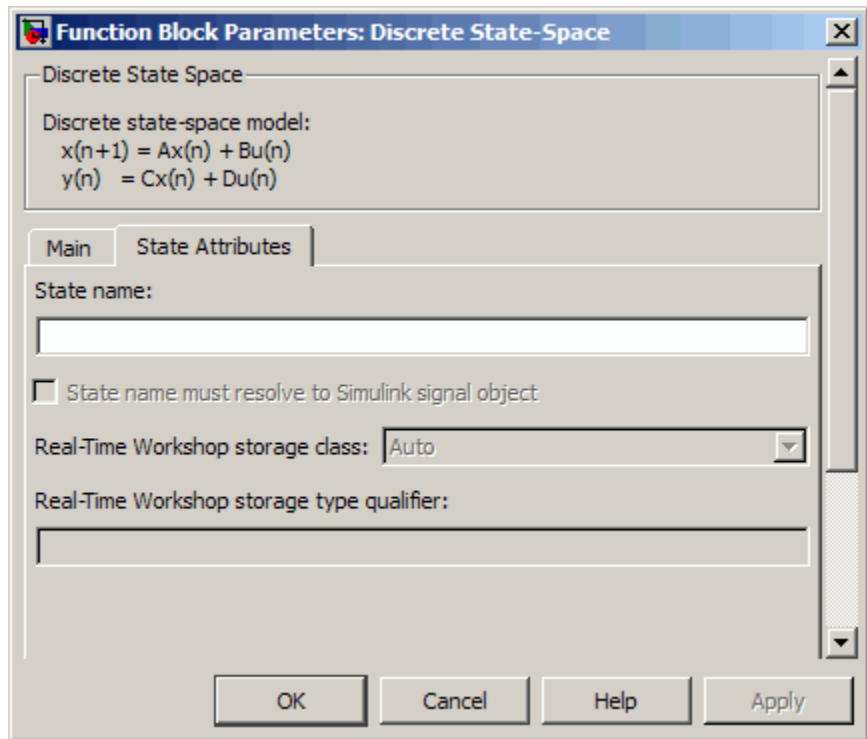 Function Block Parameters: Discrete State-Space
Discrete State Space
Discrete state-space model:
x(n+1) = Ax(n) + Bu(n)
y(n) = Cx(n) + Du(n)
Main State Attributes
State name:
State name must resolve to Simulink signal object
Real-Time Workshop storage class: Auto
Real-Time Workshop storage type qualifier:
OK Cancel Help Apply